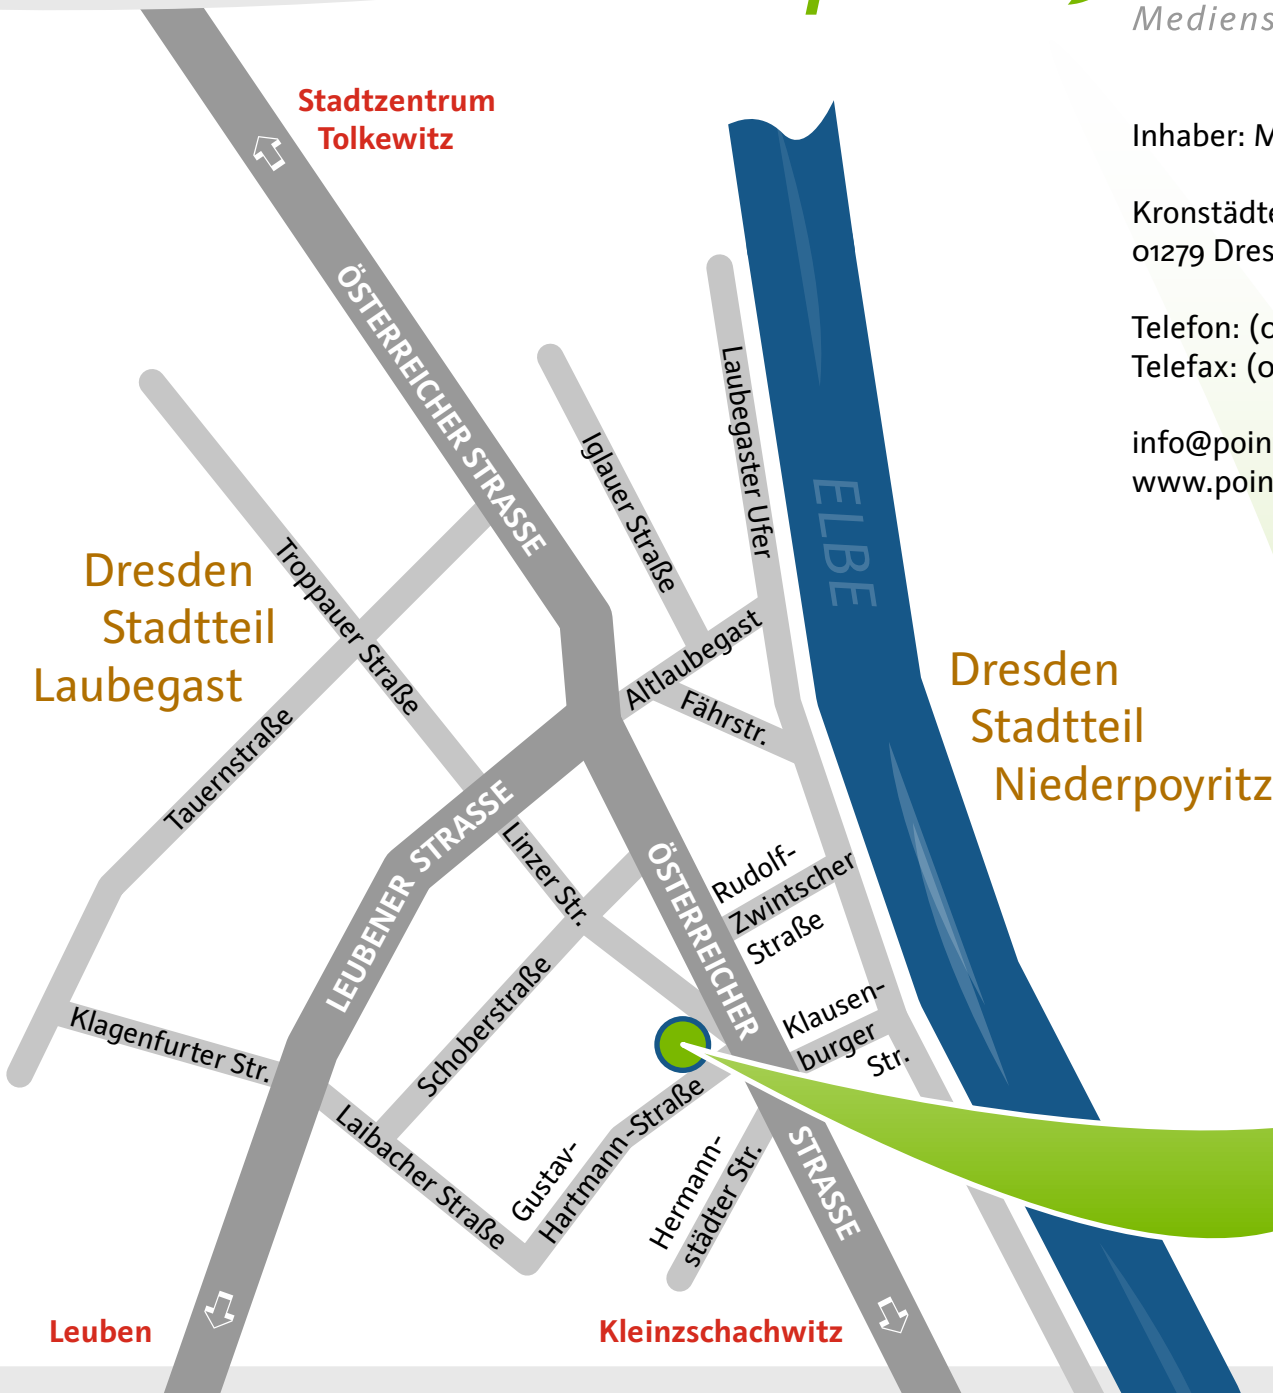 Mediens
Stadtzentrum
Tolkewitz
Inhaber: M
Kronstädte
01279 Dres
Telefon: (0
Telefax: (0
info@poin
www.poin
ÖSTERREICHER STRASSE
Laubegaster Ufer
Iglauer Straße
ELBE
Troppauer Straße
Dresden
Stadtteil
Laubegast
Altlaubegast
Fährstr.
Dresden
Stadtteil
Niederpoyritz
Tauernstraße
LEUBENER STRASSE
Linzer Str.
ÖSTERREICHER
STRASSE
Rudolf-
Zwintscher
Straße
Schoberstraße
Klausen-
burger
Str.
Klagenfurter Str.
Laibacher Straße
Gustav-
Hartmann-Straße
Hermann-
städter Str.
Leuben
Kleinzschachwitz